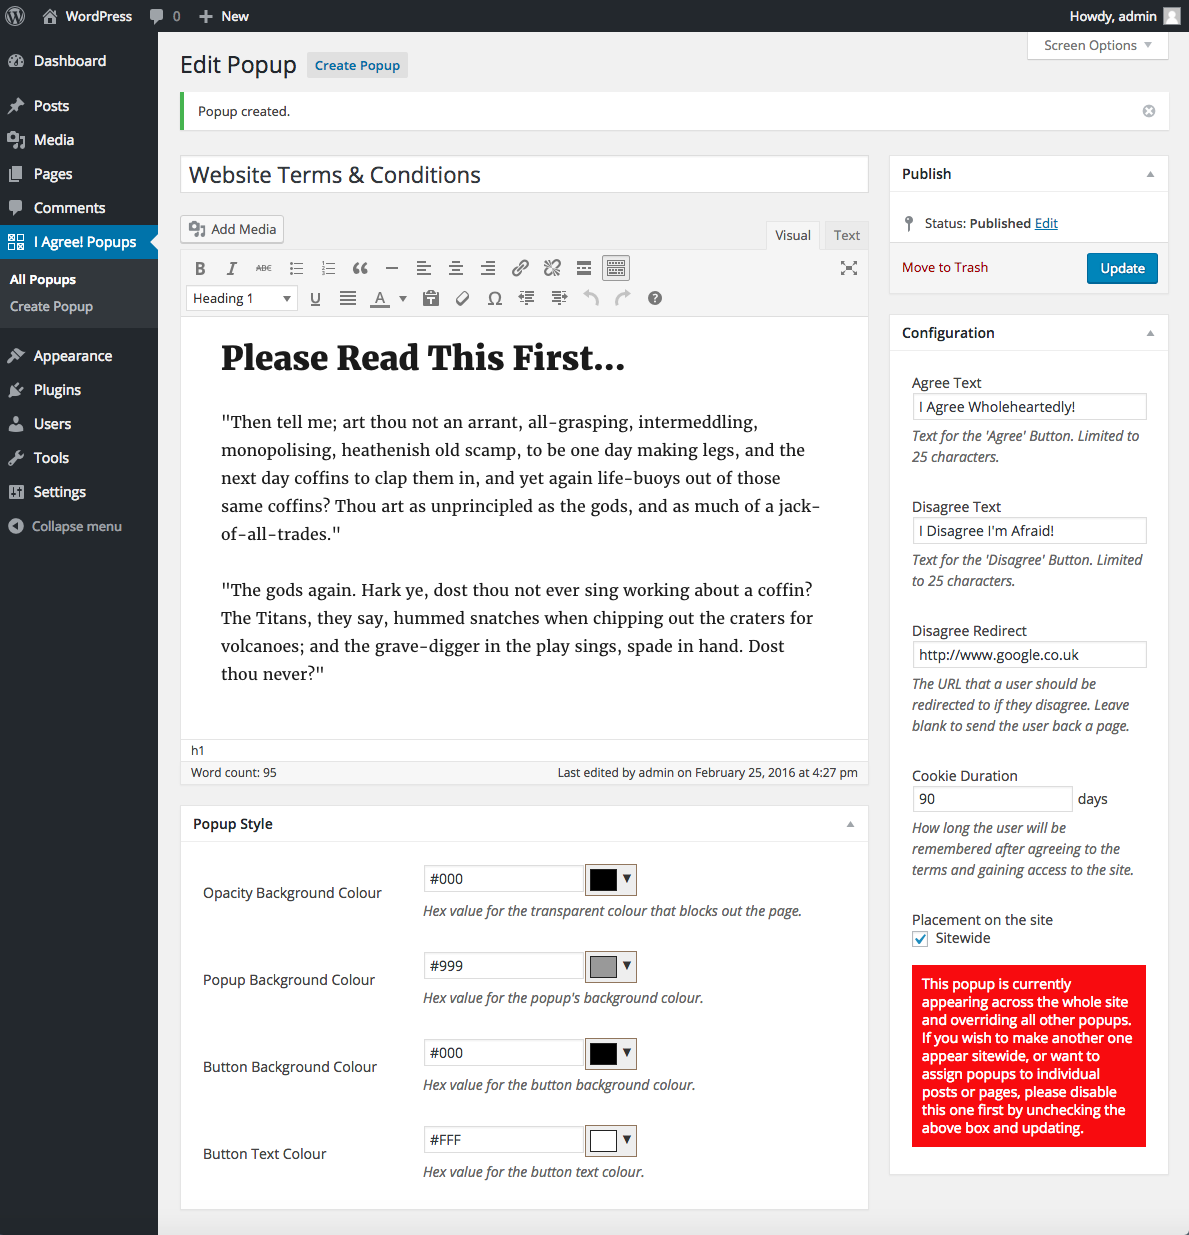 WordPress 0 New Howdy, admin
Screen Options
Dashboard
Posts
Media
Pages
Comments
I Agree! Popups
All Popups
Create Popup
Appearance
Plugins
Users
Tools
Settings
Collapse menu
Edit Popup Create Popup
Popup created.
Website Terms & Conditions
Add Media
Visual Text
B I ABC
Heading 1 U A Ω ?
Please Read This First...
"Then tell me; art thou not an arrant, all-grasping, intermeddling,
monopolising, heathenish old scamp, to be one day making legs, and the
next day coffins to clap them in, and yet again life-buoys out of those
same coffins? Thou art as unprincipled as the gods, and as much of a jack-
of-all-trades."
"The gods again. Hark ye, dost thou not ever sing working about a coffin?
The Titans, they say, hummed snatches when chipping out the craters for
volcanoes; and the grave-digger in the play sings, spade in hand. Dost
thou never?"
h1
Word count: 95 Last edited by admin on February 25, 2016 at 4:27 pm
Popup Style
Opacity Background Colour
#000
Hex value for the transparent colour that blocks out the page.
Popup Background Colour
#999
Hex value for the popup's background colour.
Button Background Colour
#000
Hex value for the button background colour.
Button Text Colour
#FFF
Hex value for the button text colour.
Publish
Status: Published Edit
Move to Trash Update
Configuration
Agree Text
I Agree Wholeheartedly!
Text for the 'Agree' Button. Limited to
25 characters.
Disagree Text
I Disagree I'm Afraid!
Text for the 'Disagree' Button. Limited
to 25 characters.
Disagree Redirect
http://www.google.co.uk
The URL that a user should be
redirected to if they disagree. Leave
blank to send the user back a page.
Cookie Duration
90 days
How long the user will be
remembered after agreeing to the
terms and gaining access to the site.
Placement on the site
Sitewide
This popup is currently
appearing across the whole site
and overriding all other popups.
If you wish to make another one
appear sitewide, or want to
assign popups to individual
posts or pages, please disable
this one first by unchecking the
above box and updating.